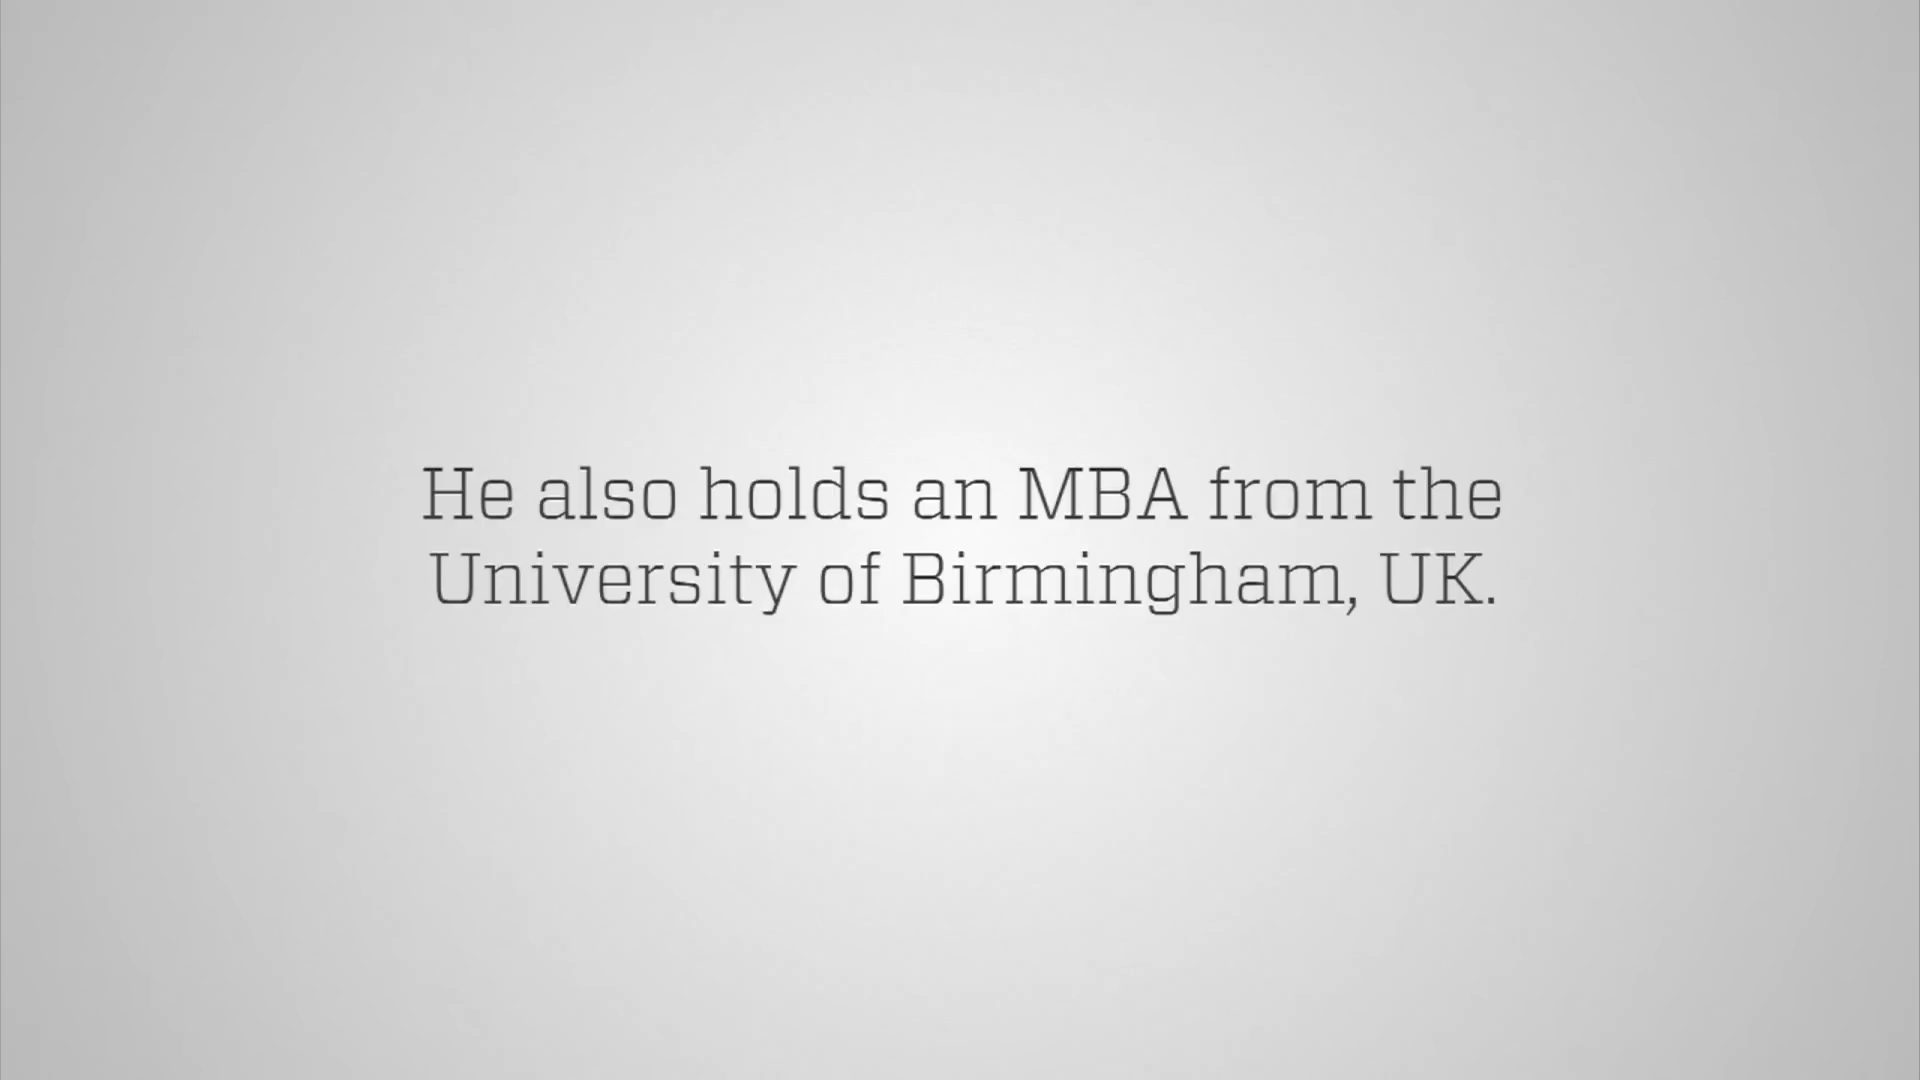 He also holds an MBA from the
University of Birmingham, UK.